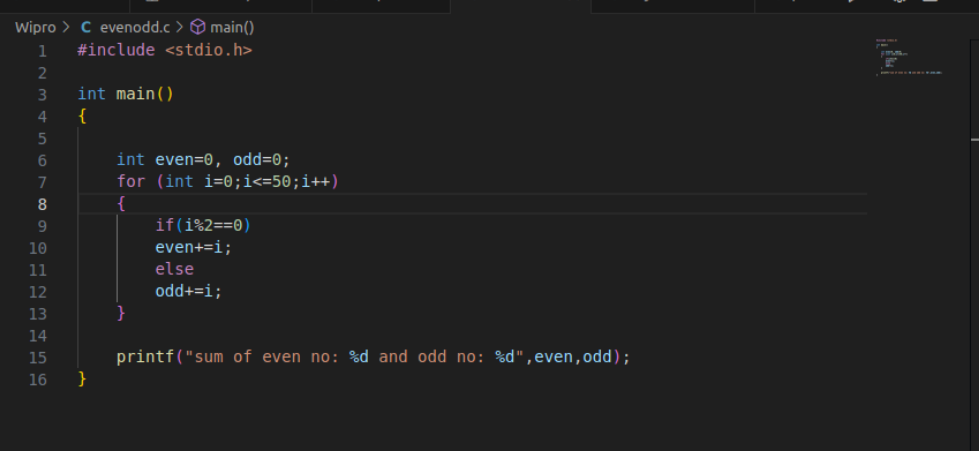 Wipro > C evenodd.c > main()
1 #include <stdio.h>
2
3 int main()
4 {
5
6 int even=0, odd=0;
7 for (int i=0;i<=50;i++)
8 {
9 if(i%2==0)
10 even+=i;
11 else
12 odd+=i;
13 }
14
15 printf("sum of even no: %d and odd no: %d",even,odd);
16 }